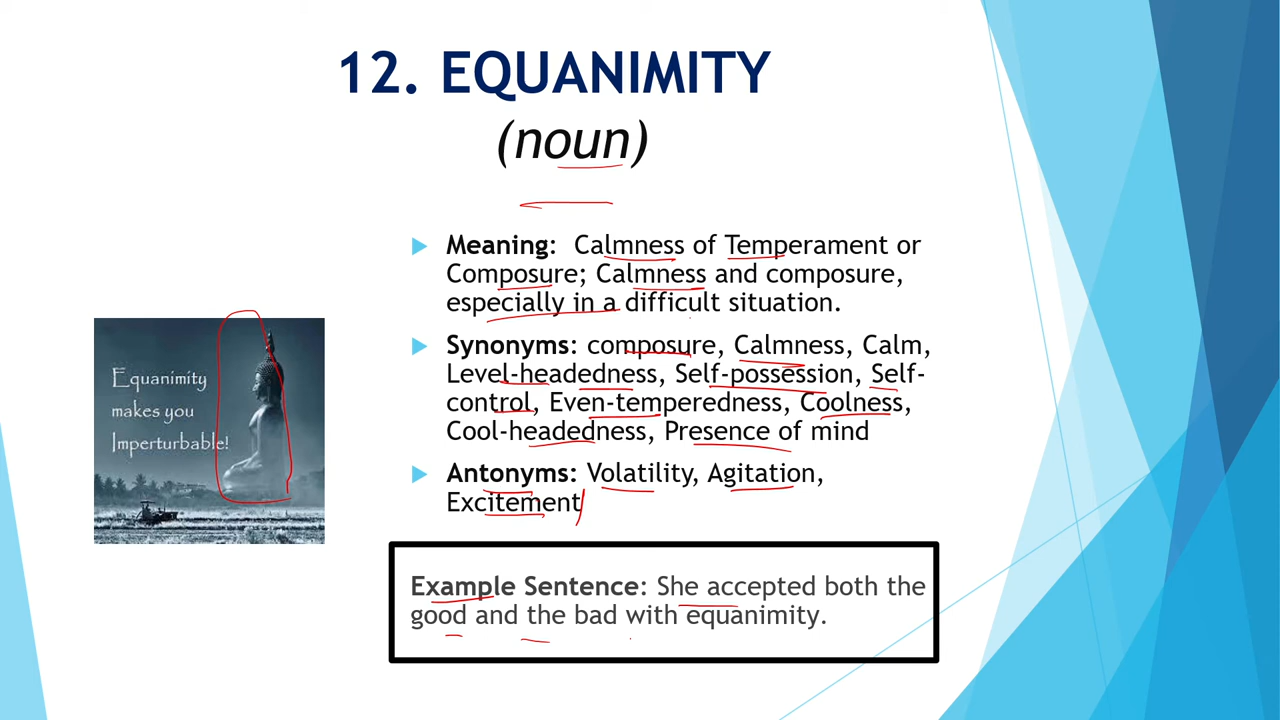 12. EQUANIMITY
(noun)
Meaning: Calmness of Temperament or
Composure; Calmness and composure,
especially in a difficult situation.
Synonyms: composure, Calmness, Calm,
Level-headedness, Self-possession, Self-
control, Even-temperedness, Coolness,
Cool-headedness, Presence of mind
Antonyms: Volatility, Agitation,
Excitement
Equanimity
makes you
Imperturbable!
Example Sentence: She accepted both the
good and the bad with equanimity.